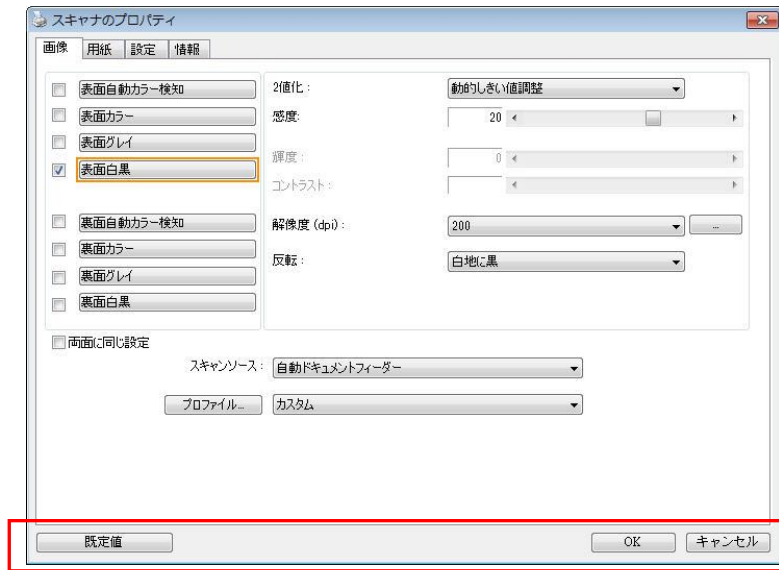 スキャナのプロパティ
画像 用紙 設定 情報
表面自動カラー検知
表面カラー
表面グレイ
表面白黒
裏面自動カラー検知
裏面カラー
裏面グレイ
裏面白黒
2値化: 動的しきい値調整
感度: 20
輝度: 0
コントラスト:
解像度 (dpi): 200 ...
反転: 白地に黒
両面に同じ設定
スキャンソース: 自動ドキュメントフィーダー
プロファイル... カスタム
既定値 OK キャンセル